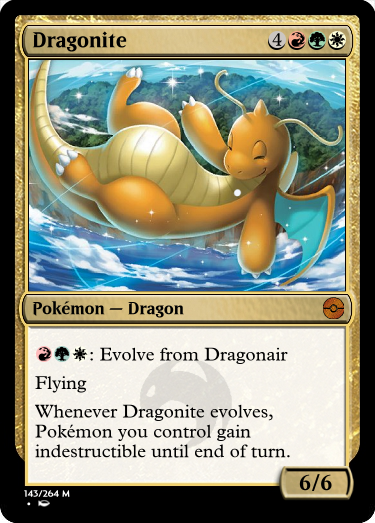 Dragonite 4
Pokémon — Dragon
: Evolve from Dragonair
Flying
Whenever Dragonite evolves,
Pokémon you control gain
indestructible until end of turn.
6/6
143/264 M